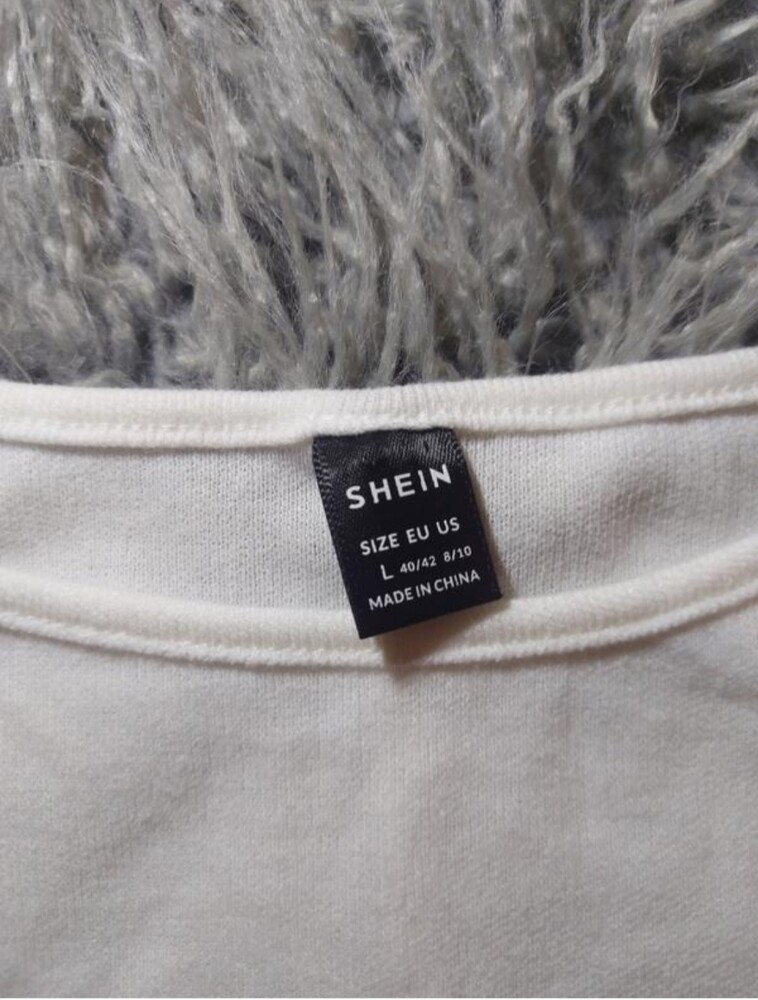 SHEIN
SIZE EU US
L 40/42 8/10
MADE IN CHINA